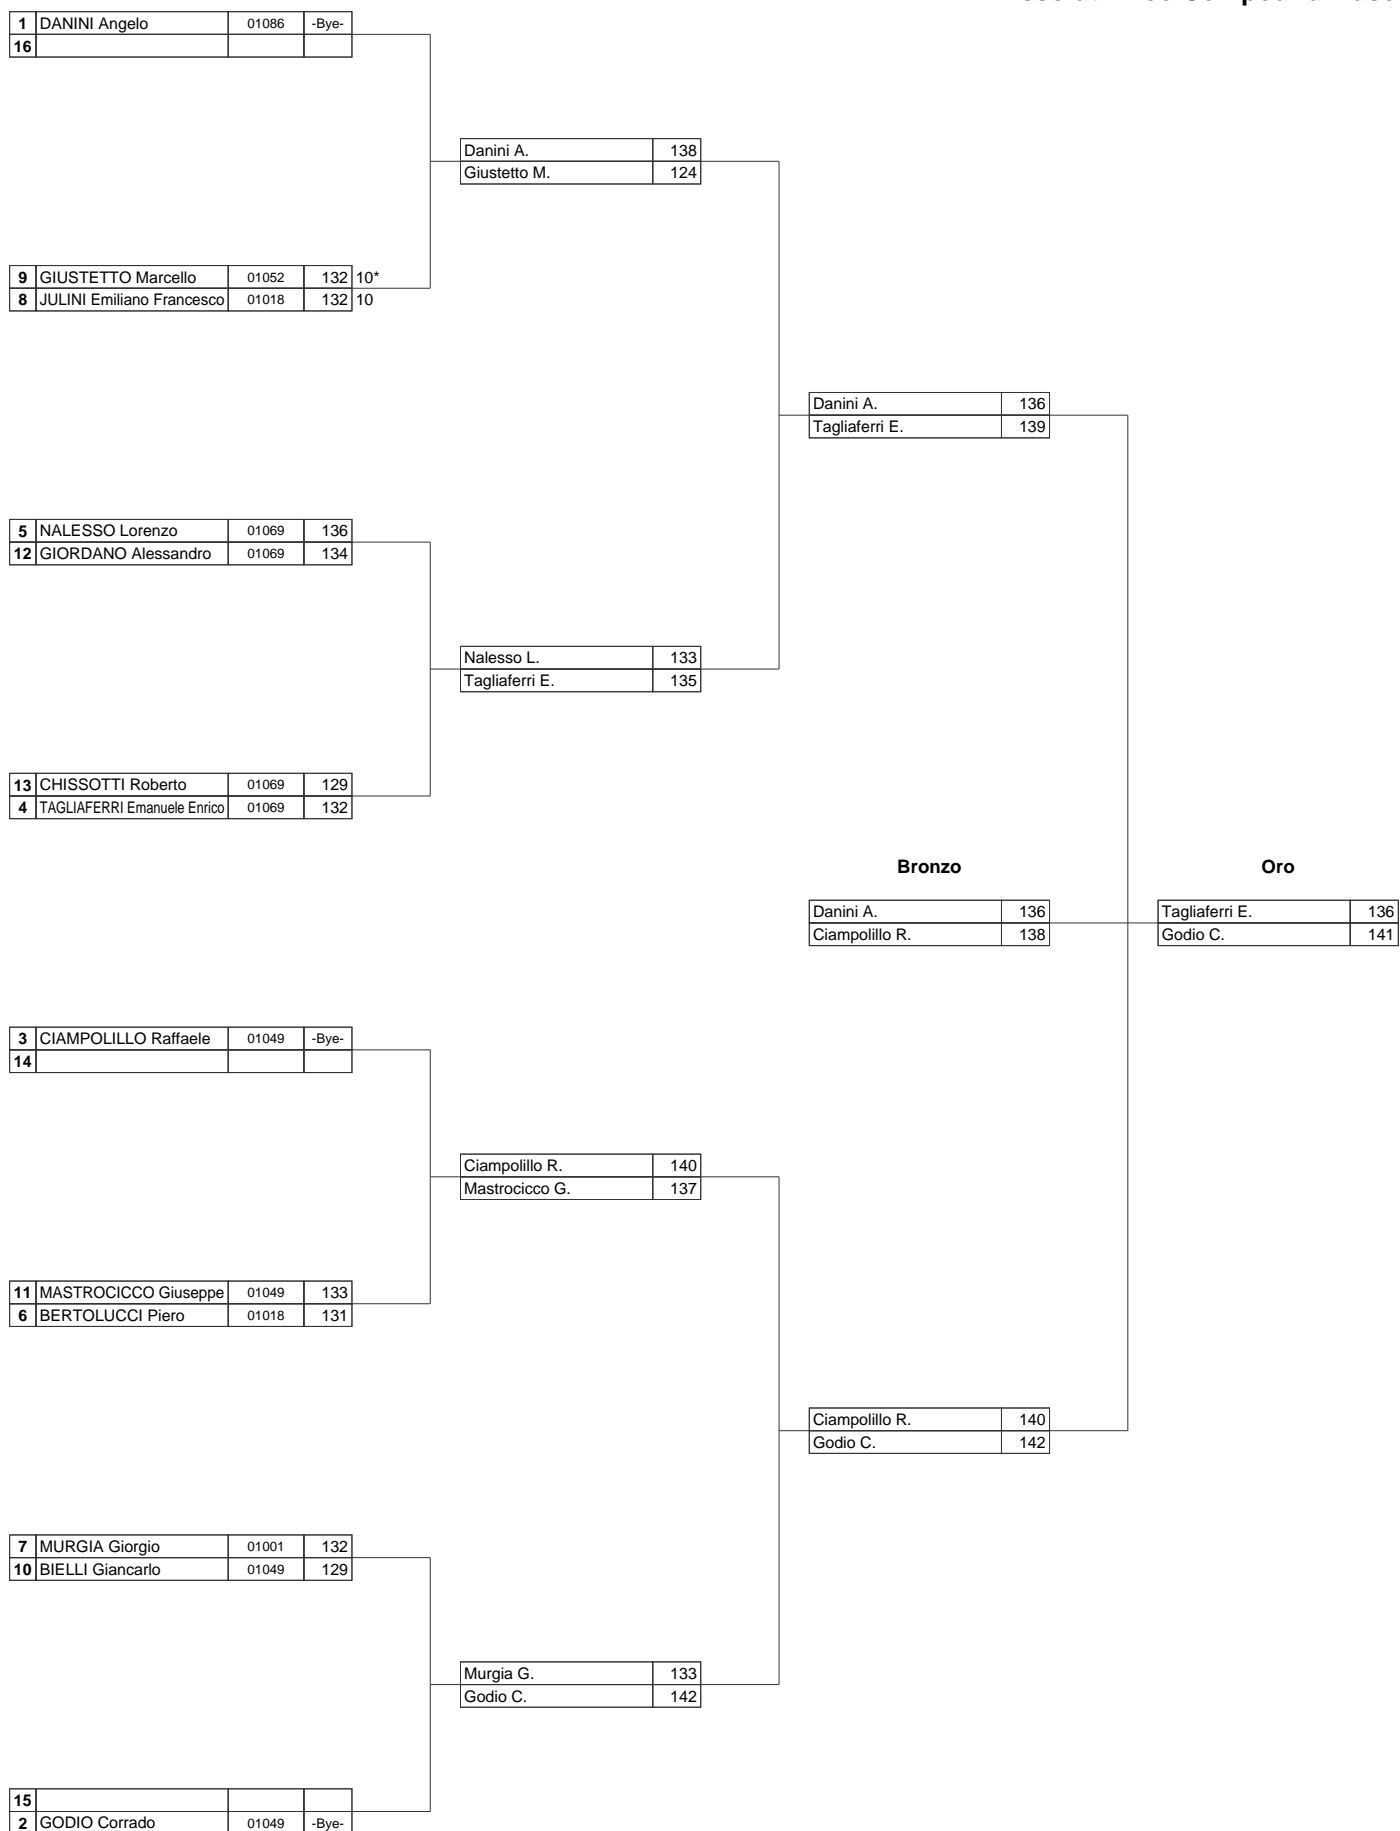 1 DANINI Angelo 01086 -Bye-
16
Danini A. 138
Giustetto M. 124
9 GIUSTETTO Marcello 01052 132 10*
8 JULINI Emiliano Francesco 01018 132 10
Danini A. 136
Tagliaferri E. 139
5 NALESSO Lorenzo 01069 136
12 GIORDANO Alessandro 01069 134
Nalesso L. 133
Tagliaferri E. 135
13 CHISSOTTI Roberto 01069 129
4 TAGLIAFERRI Emanuele Enrico 01069 132
Bronzo Oro
Danini A. 136 Tagliaferri E. 136
Ciampolillo R. 138 Godio C. 141
3 CIAMPOLILLO Raffaele 01049 -Bye-
14
Ciampolillo R. 140
Mastrocicco G. 137
11 MASTROCICCO Giuseppe 01049 133
6 BERTOLUCCI Piero 01018 131
Ciampolillo R. 140
Godio C. 142
7 MURGIA Giorgio 01001 132
10 BIELLI Giancarlo 01049 129
Murgia G. 133
Godio C. 142
15
2 GODIO Corrado 01049 -Bye-